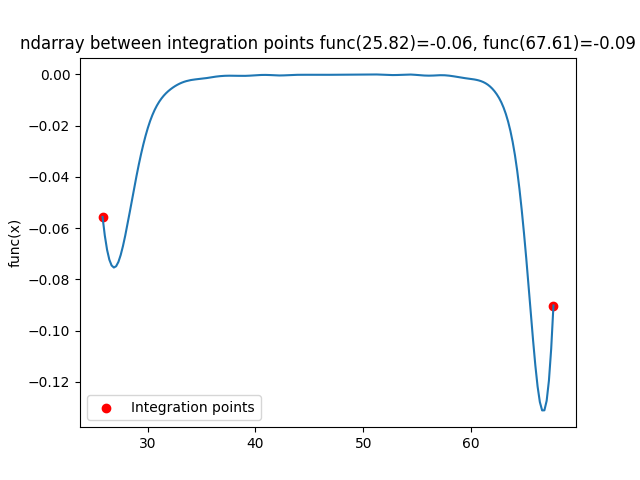 ndarray between integration points func(25.82)=-0.06, func(67.61)=-0.09
0.00
−0.02
−0.04
−0.06
−0.08
−0.10
−0.12
func(x)
Integration points
30 40 50 60